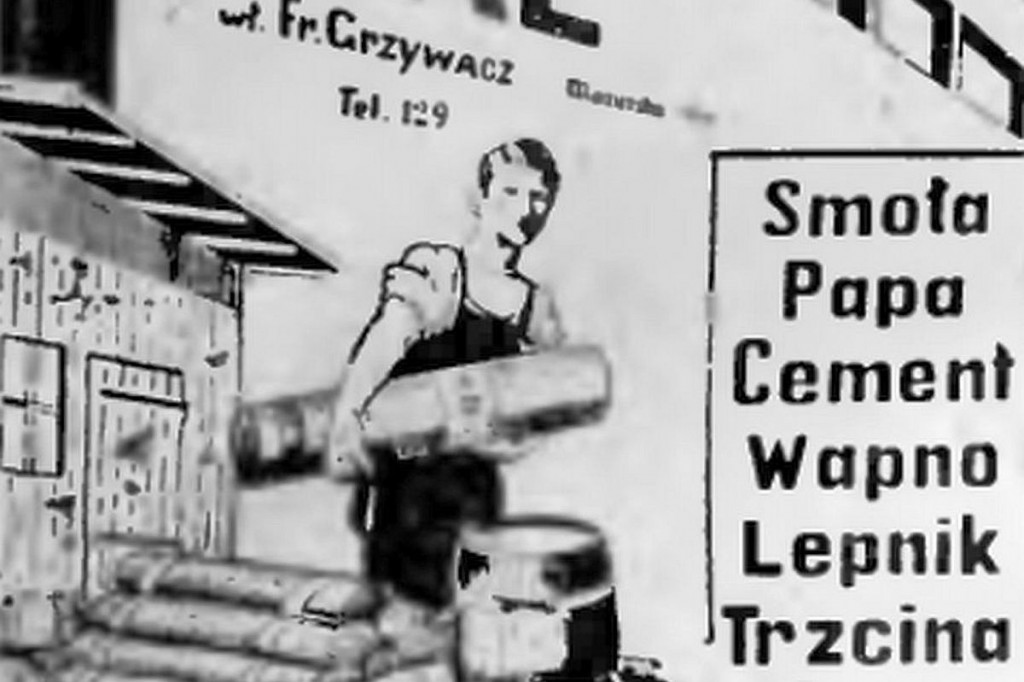 wł. Fr. Grzywacz
Tel. 129
Smoła
Papa
Cement
Wapno
Lepnik
Trzcina